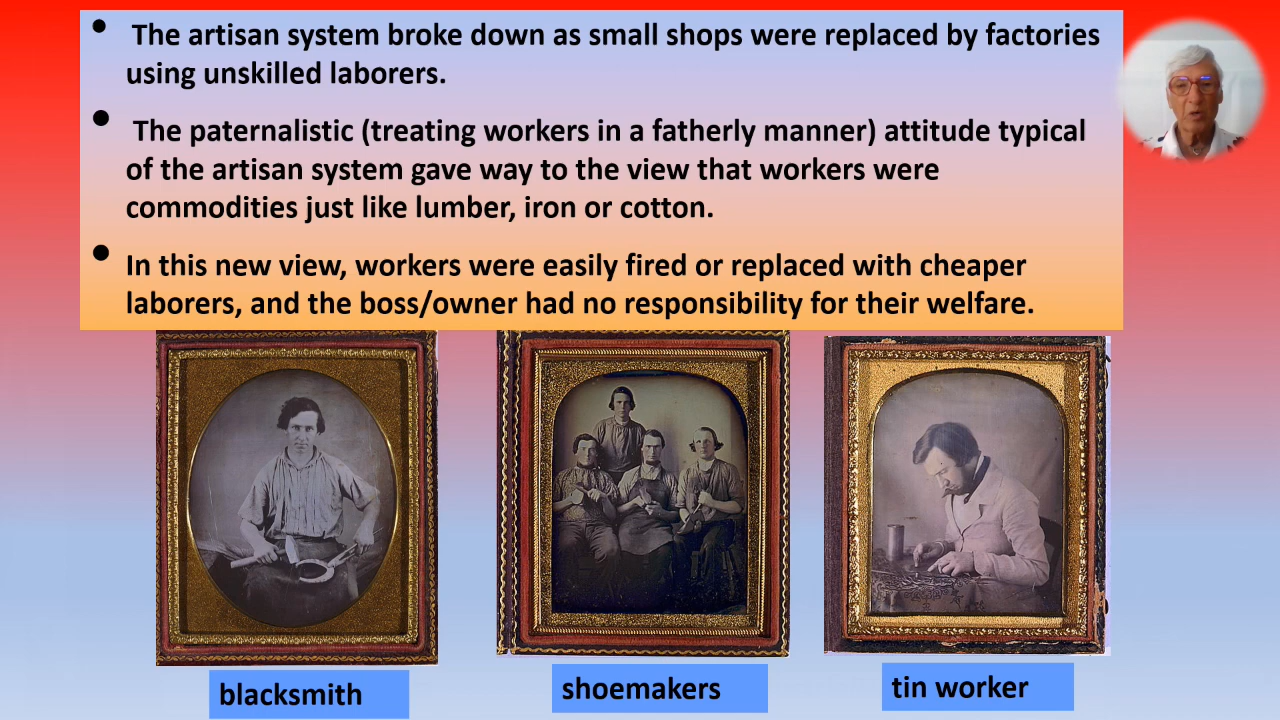 • The artisan system broke down as small shops were replaced by factories
using unskilled laborers.
• The paternalistic (treating workers in a fatherly manner) attitude typical
of the artisan system gave way to the view that workers were
commodities just like lumber, iron or cotton.
• In this new view, workers were easily fired or replaced with cheaper
laborers, and the boss/owner had no responsibility for their welfare.
blacksmith
shoemakers
tin worker